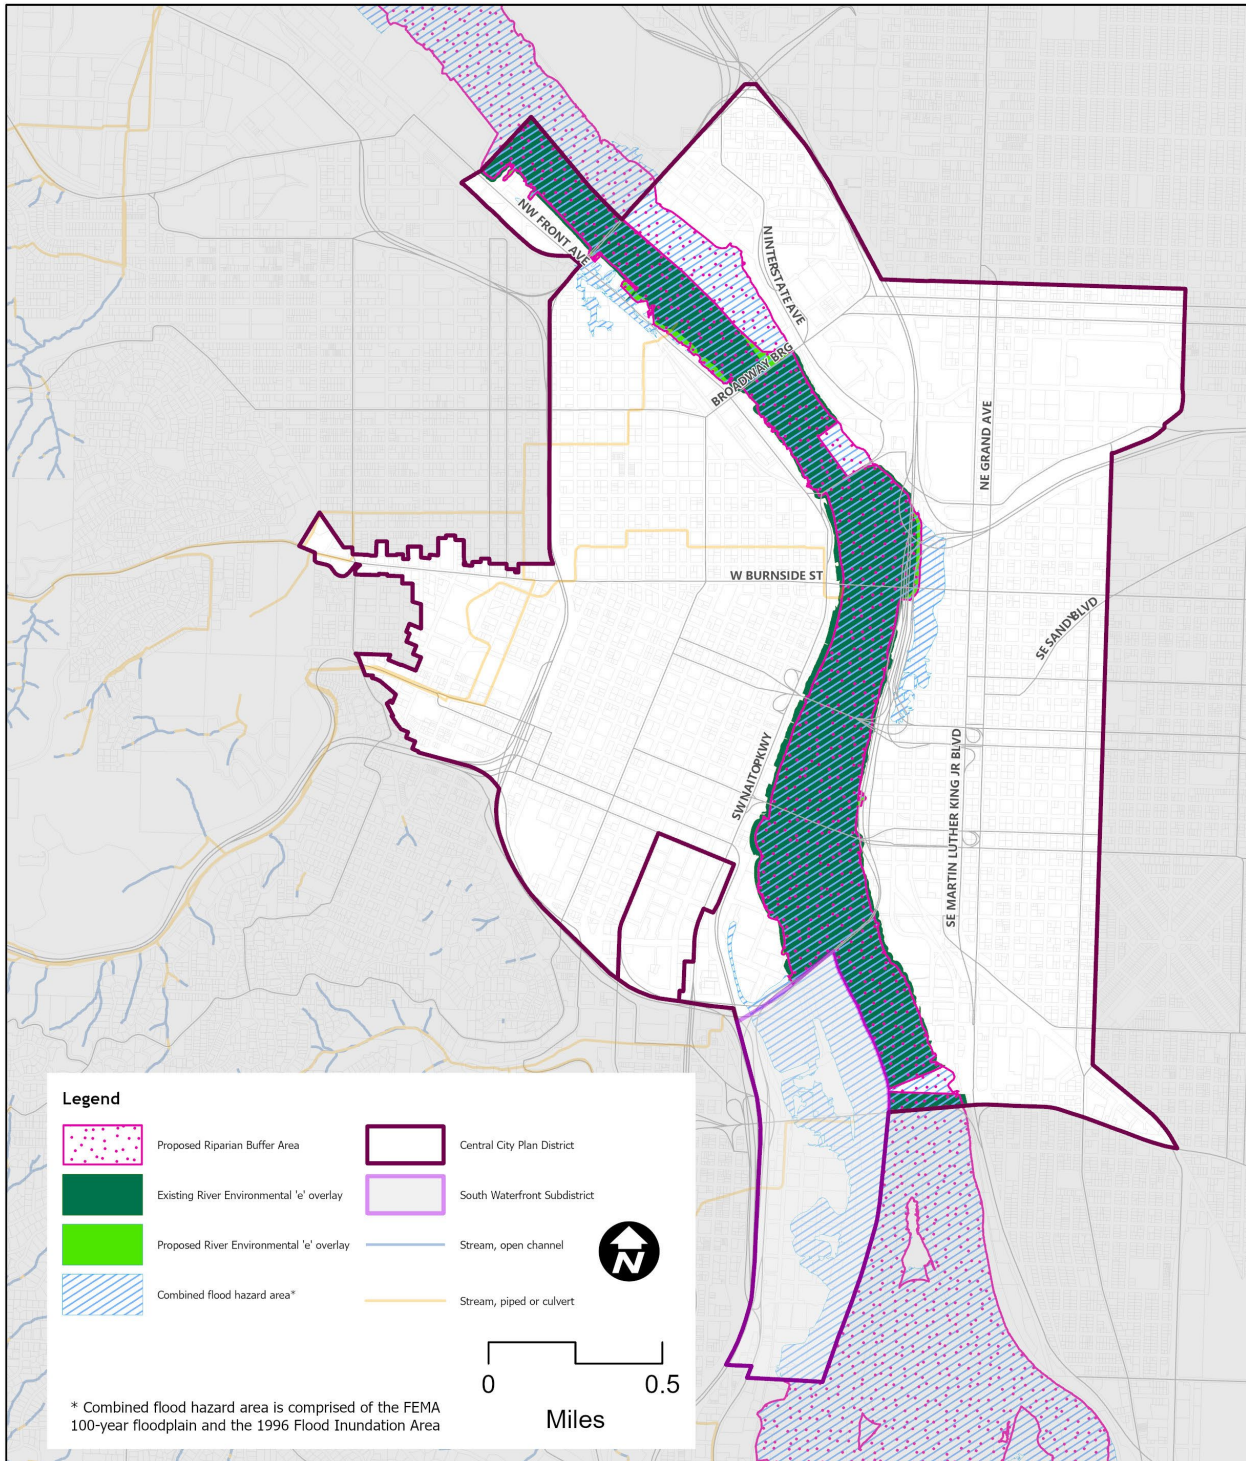 NW FRONT AVE
N INTERSTATE AVE
BROADWAY BRG
NE GRAND AVE
W BURNSIDE ST
SE SANDY BLVD
SW NAITO PKWY
SE MARTIN LUTHER KING JR BLVD
Legend
Proposed Riparian Buffer Area
Existing River Environmental 'e' overlay
Proposed River Environmental 'e' overlay
Combined flood hazard area*
Central City Plan District
South Waterfront Subdistrict
Stream, open channel
Stream, piped or culvert
N
0 0.5
Miles
* Combined flood hazard area is comprised of the FEMA
100-year floodplain and the 1996 Flood Inundation Area